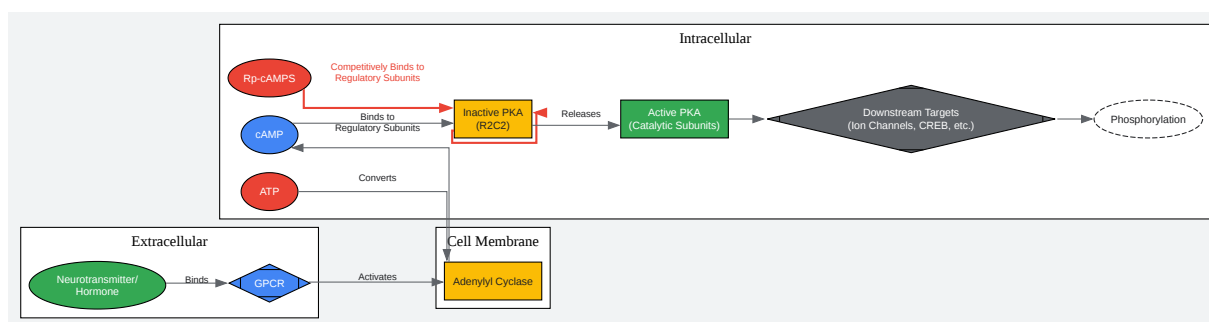 Intracellular
Rp-cAMPS
Competitively Binds to
Regulatory Subunits
cAMP
Binds to
Regulatory Subunits
Inactive PKA
(R2C2)
Releases
Active PKA
(Catalytic Subunits)
Downstream Targets
(Ion Channels, CREB, etc.)
Phosphorylation
ATP
Converts
Extracellular
Neurotransmitter/
Hormone
Binds
GPCR
Activates
Cell Membrane
Adenylyl Cyclase